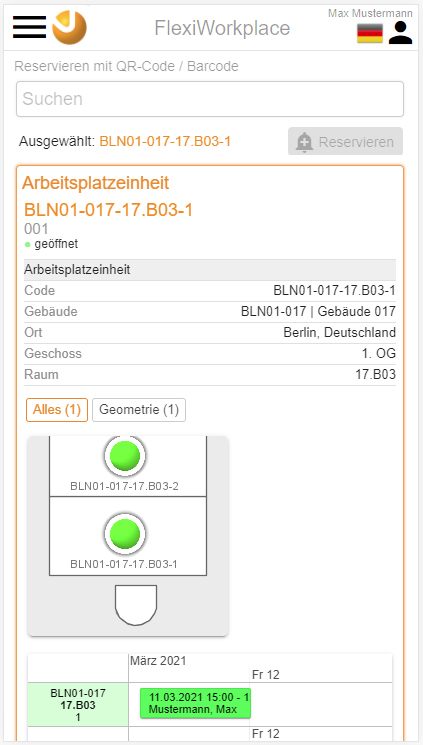 Max Mustermann
FlexiWorkplace
Reservieren mit QR-Code / Barcode
Suchen
Ausgewählt: BLN01-017-17.B03-1
Reservieren
Arbeitsplatzeinheit
BLN01-017-17.B03-1
001
geöffnet
Arbeitsplatzeinheit
Code BLN01-017-17.B03-1
Gebäude BLN01-017 | Gebäude 017
Ort Berlin, Deutschland
Geschoss 1. OG
Raum 17.B03
Alles (1) Geometrie (1)
BLN01-017-17.B03-2
BLN01-017-17.B03-1
März 2021
Fr 12
BLN01-017
17.B03
1
11.03.2021 15:00 - 1
Mustermann, Max
Fr 12